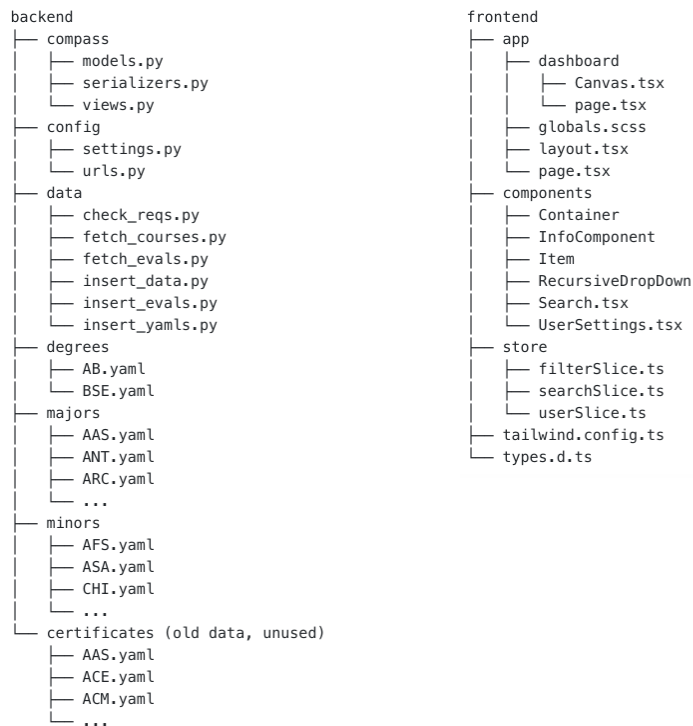 backend
├── compass
│   ├── models.py
│   ├── serializers.py
│   └── views.py
├── config
│   ├── settings.py
│   └── urls.py
├── data
│   ├── check_reqs.py
│   ├── fetch_courses.py
│   ├── fetch_evals.py
│   ├── insert_data.py
│   ├── insert_evals.py
│   └── insert_yamls.py
├── degrees
│   ├── AB.yaml
│   └── BSE.yaml
├── majors
│   ├── AAS.yaml
│   ├── ANT.yaml
│   ├── ARC.yaml
│   └── ...
├── minors
│   ├── AFS.yaml
│   ├── ASA.yaml
│   ├── CHI.yaml
│   └── ...
└── certificates (old data, unused)
    ├── AAS.yaml
    ├── ACE.yaml
    ├── ACM.yaml
    └── ...
frontend
├── app
│   ├── dashboard
│   │   ├── Canvas.tsx
│   │   └── page.tsx
│   ├── globals.scss
│   ├── layout.tsx
│   └── page.tsx
├── components
│   ├── Container
│   ├── InfoComponent
│   ├── Item
│   ├── RecursiveDropDown
│   ├── Search.tsx
│   └── UserSettings.tsx
├── store
│   ├── filterSlice.ts
│   ├── searchSlice.ts
│   └── userSlice.ts
├── tailwind.config.ts
└── types.d.ts